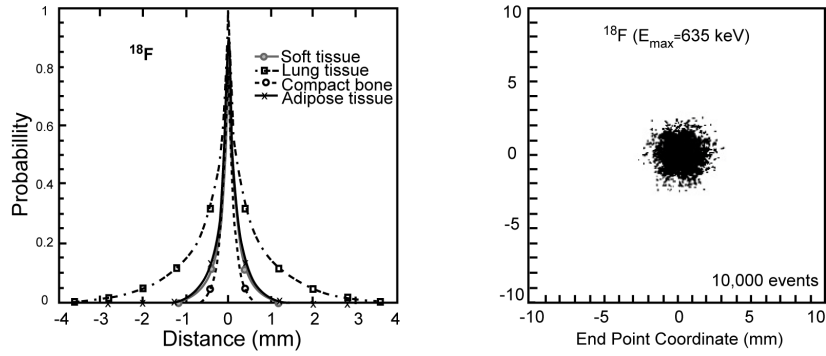 1
0.8
0.6
0.4
0.2
0
Probabillity
¹⁸F
Soft tissue
Lung tissue
Compact bone
Adipose tissue
-4 -3 -2 -1 0 1 2 3 4
Distance (mm)
10
5
0
-5
-10
¹⁸F (Emax=635 keV)
10,000 events
-10 -5 0 5 10
End Point Coordinate (mm)